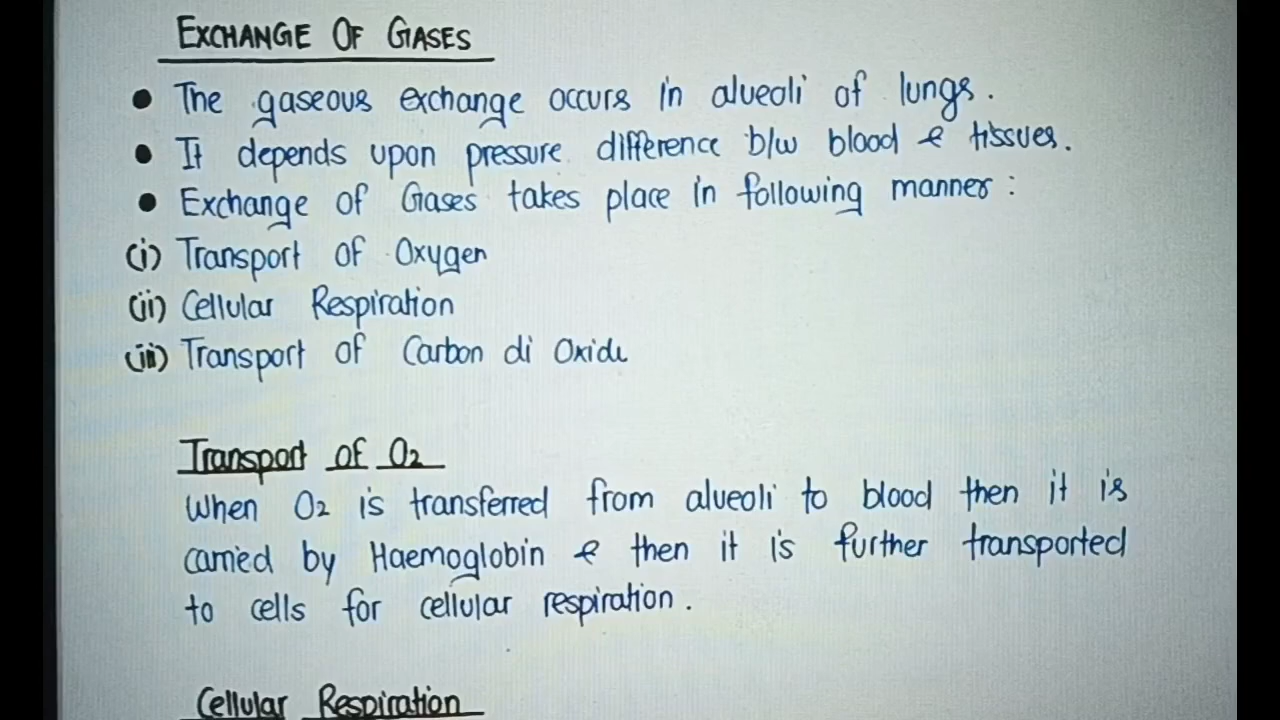 EXCHANGE OF GASES
● The gaseous exchange occurs in alveoli of lungs.
● It depends upon pressure difference b/w blood & tissues.
● Exchange of Gases takes place in following manner :
(i) Transport of Oxygen
(ii) Cellular Respiration
(iii) Transport of Carbon di Oxide
Transport of O2
When O2 is transferred from alveoli to blood then it is
carried by Haemoglobin & then it is further transported
to cells for cellular respiration.
Cellular Respiration